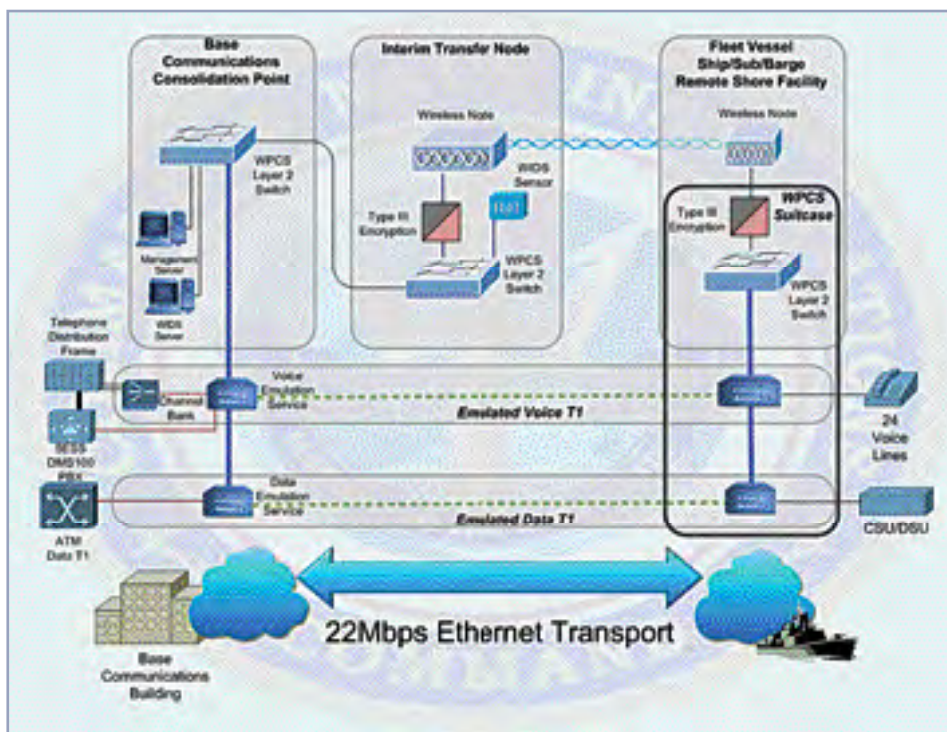 Base
Communications
Consolidation Point
Interim Transfer Node
Fleet Vessel
Ship/Sub/Barge
Remote Shore Facility
Wireless Node
Wireless Node
WPCS
Layer 2
Switch
WIDS
Sensor
Type III
Encryption
WPCS
Layer 2
Switch
Type III
Encryption
WPCS
Suitcase
WPCS
Layer 2
Switch
Management
Server
WIDS
Server
Telephone
Distribution
Frame
Channel
Bank
Voice
Emulation
Service
Emulated Voice T1
24
Voice
Lines
5ESS
DMS100
PBX
Data
Emulation
Service
Emulated Data T1
CSU/DSU
ATM
Data T1
22Mbps Ethernet Transport
Base
Communications
Building